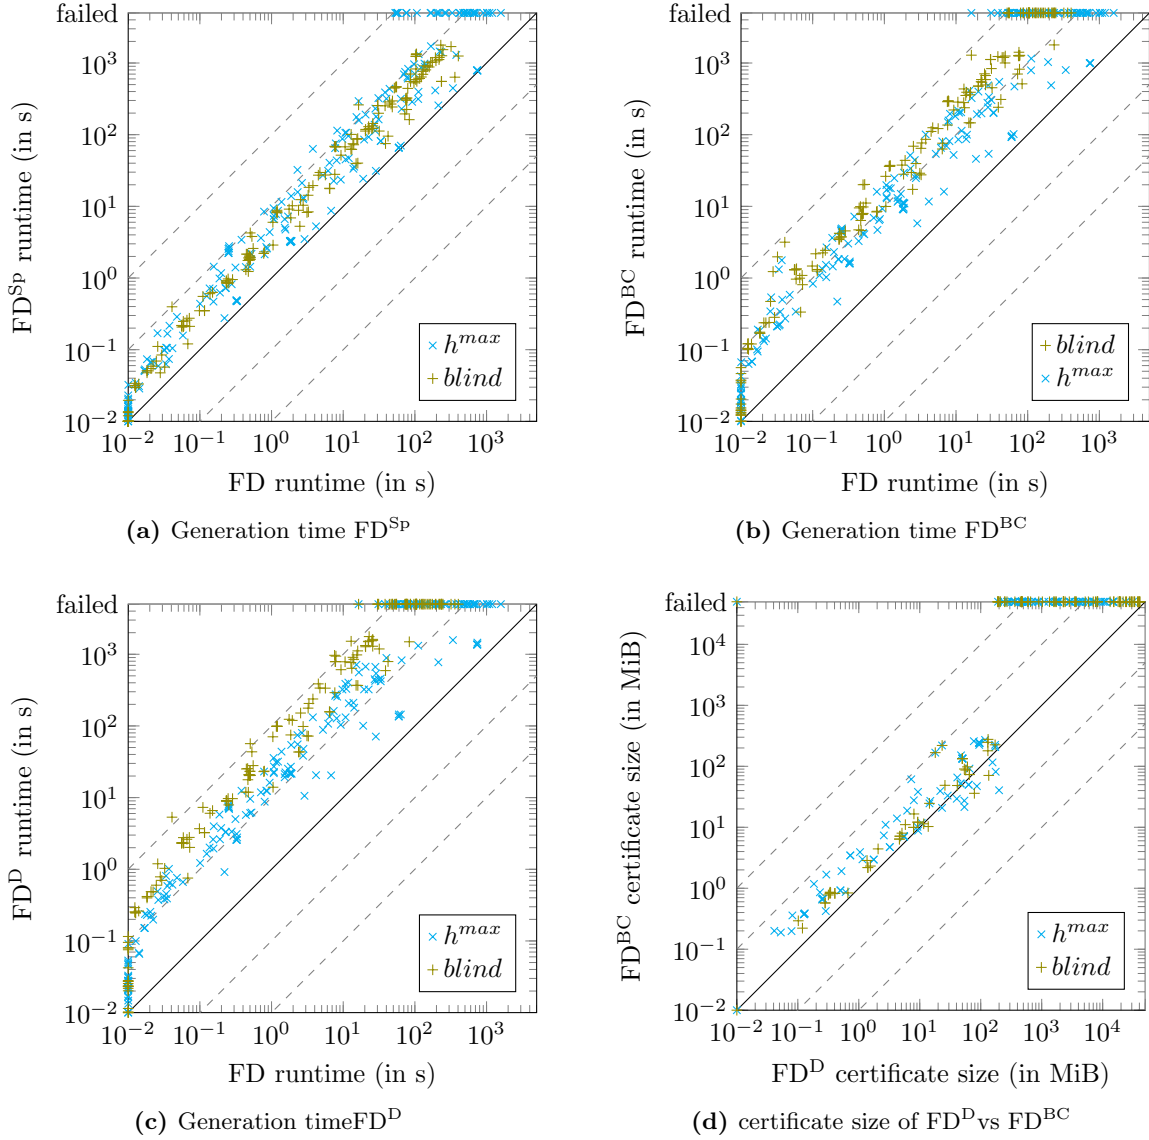 failed
10^3
10^2
10^1
10^0
10^−1
10^−2
FD^Sp runtime (in s)
h^max
blind
10^−2 10^−1 10^0 10^1 10^2 10^3
FD runtime (in s)
(a) Generation time FD^Sp
failed
10^3
10^2
10^1
10^0
10^−1
10^−2
FD^BC runtime (in s)
blind
h^max
10^−2 10^−1 10^0 10^1 10^2 10^3
FD runtime (in s)
(b) Generation time FD^BC
failed
10^3
10^2
10^1
10^0
10^−1
10^−2
FD^D runtime (in s)
h^max
blind
10^−2 10^−1 10^0 10^1 10^2 10^3
FD runtime (in s)
(c) Generation timeFD^D
failed
10^4
10^3
10^2
10^1
10^0
10^−1
10^−2
FD^BC certificate size (in MiB)
h^max
blind
10^−2 10^−1 10^0 10^1 10^2 10^3 10^4
FD^D certificate size (in MiB)
(d) certificate size of FD^Dvs FD^BC